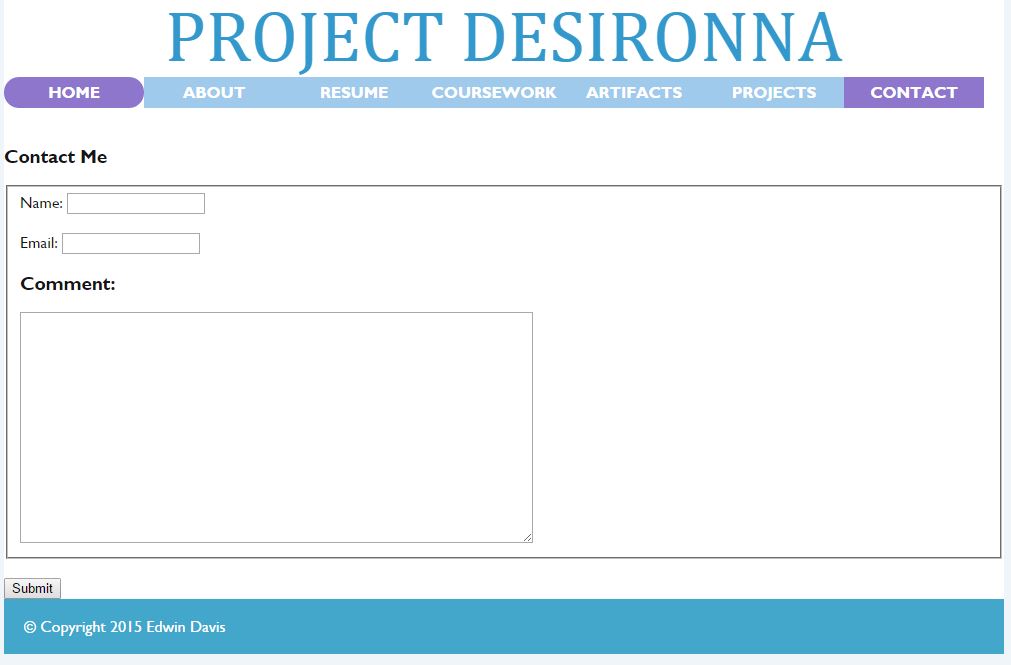 PROJECT DESIRONNA
HOME ABOUT RESUME COURSEWORK ARTIFACTS PROJECTS CONTACT
Contact Me
Name:
Email:
Comment:
Submit
© Copyright 2015 Edwin Davis